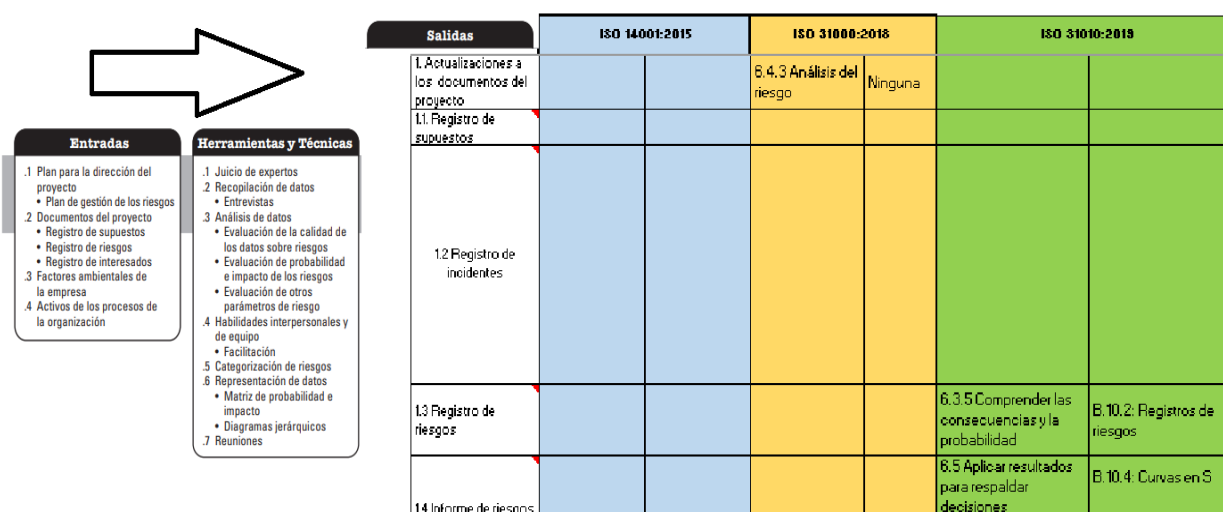 Salidas
ISO 14001:2015
ISO 31000:2018
ISO 31010:2019
1. Actualizaciones a
los documentos del
proyecto
6.4.3 Análisis del
riesgo
Ninguna
1.1. Registro de
supuestos
1.2 Registro de
incidentes
1.3 Registro de
riesgos
6.3.5 Comprender las
consecuencias y la
probabilidad
B.10.2: Registros de
riesgos
1.4 Informe de riesgos
6.5 Aplicar resultados
para respaldar
decisiones
B.10.4: Curvas en S
Entradas
.1 Plan para la dirección del
proyecto
• Plan de gestión de los riesgos
.2 Documentos del proyecto
• Registro de supuestos
• Registro de riesgos
• Registro de interesados
.3 Factores ambientales de
la empresa
.4 Activos de los procesos de
la organización
Herramientas y Técnicas
.1 Juicio de expertos
.2 Recopilación de datos
• Entrevistas
.3 Análisis de datos
• Evaluación de la calidad de
los datos sobre riesgos
• Evaluación de probabilidad
e impacto de los riesgos
• Evaluación de otros
parámetros de riesgo
.4 Habilidades interpersonales y
de equipo
• Facilitación
.5 Categorización de riesgos
.6 Representación de datos
• Matriz de probabilidad e
impacto
• Diagramas jerárquicos
.7 Reuniones